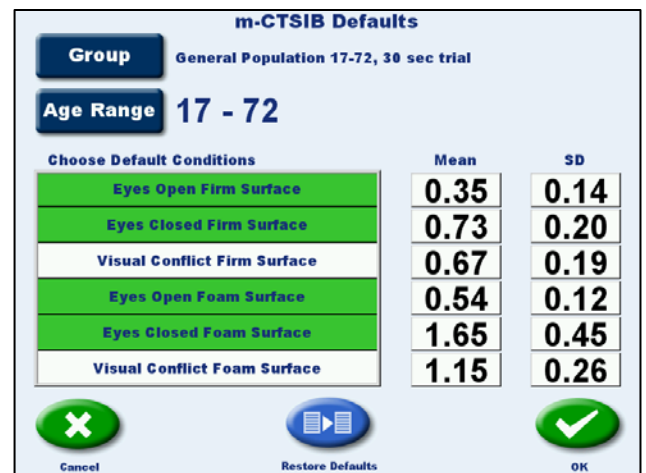 m-CTSIB Defaults
Group General Population 17-72, 30 sec trial
Age Range 17 - 72
Choose Default Conditions Mean SD
Eyes Open Firm Surface 0.35 0.14
Eyes Closed Firm Surface 0.73 0.20
Visual Conflict Firm Surface 0.67 0.19
Eyes Open Foam Surface 0.54 0.12
Eyes Closed Foam Surface 1.65 0.45
Visual Conflict Foam Surface 1.15 0.26
Cancel Restore Defaults OK